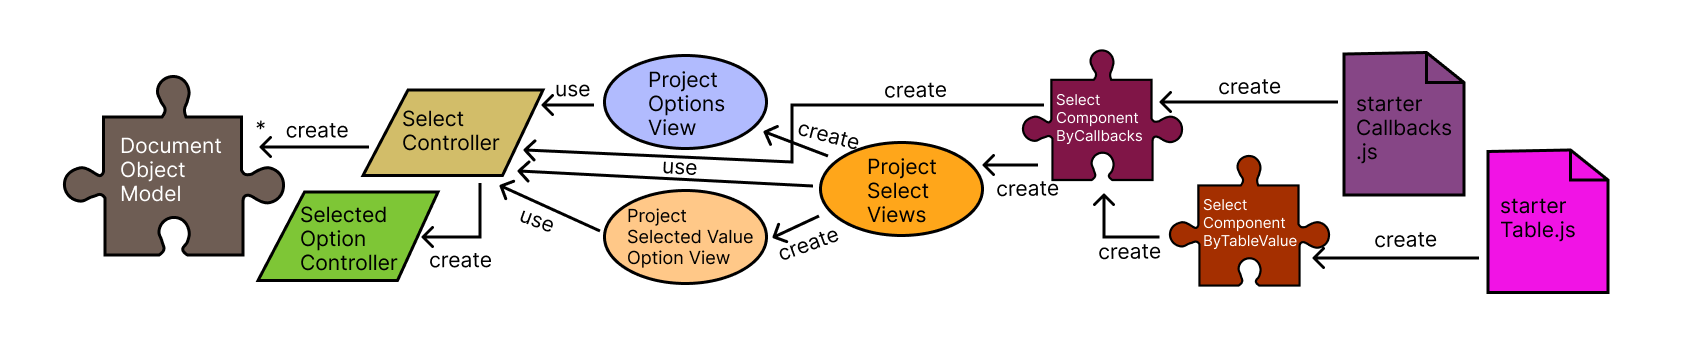 Document
Object
Model
*
create
Select
Controller
Selected
Option
Controller
create
use
Project
Options
View
create
create
use
use
Project
Selected Value
Option View
create
Project
Select
Views
create
Select
Component
ByCallbacks
create
starter
Callbacks
.js
create
Select
Component
ByTableValue
create
starter
Table.js